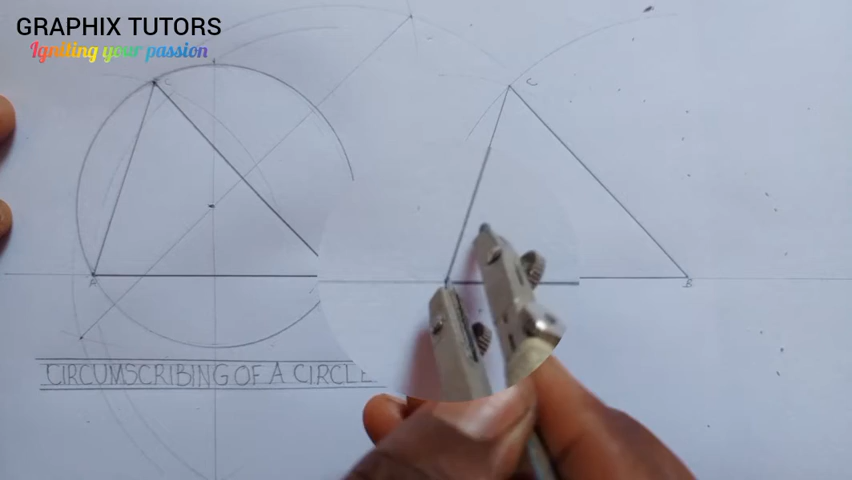 GRAPHIX TUTORS
Igniting your passion
C
C
A
B
CIRCUMSCRIBING OF A CIRCLE